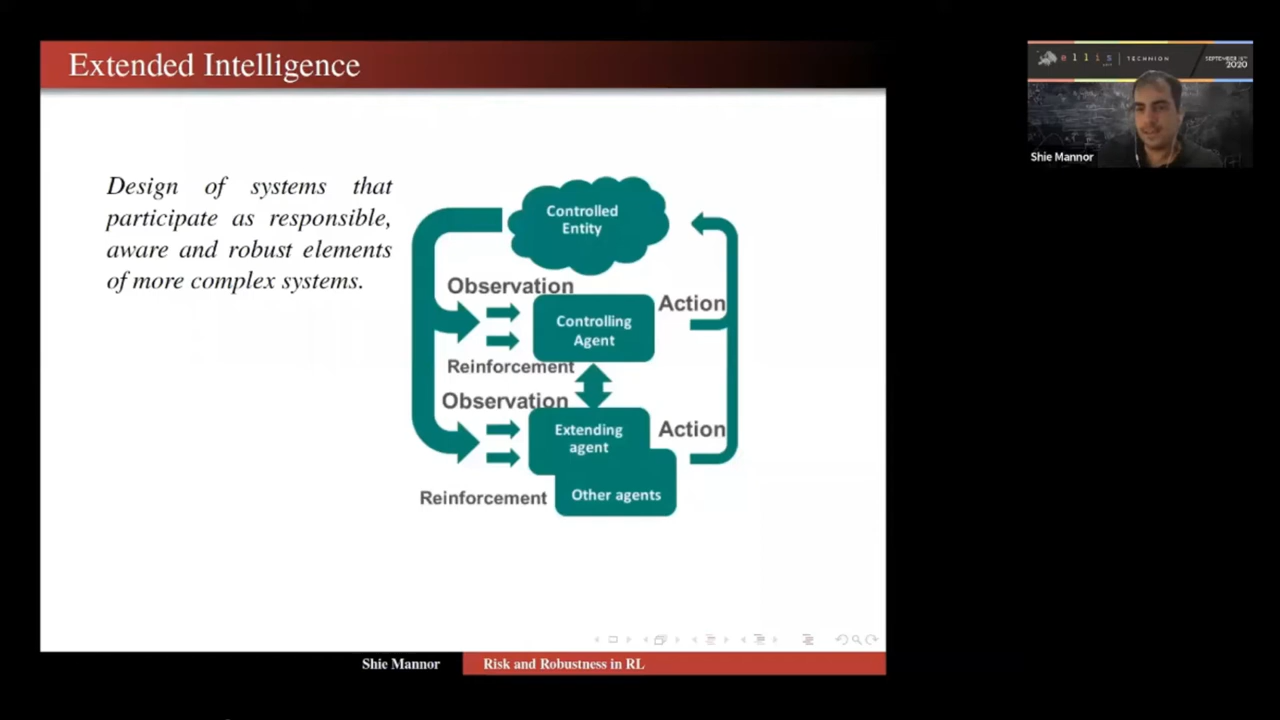 Extended Intelligence
Design of systems that
participate as responsible,
aware and robust elements
of more complex systems.
Controlled
Entity
Observation
Action
Controlling
Agent
Reinforcement
Observation
Extending
agent
Action
Other agents
Reinforcement
Shie Mannor
Risk and Robustness in RL
ellis
TECHNION
2020
Shie Mannor